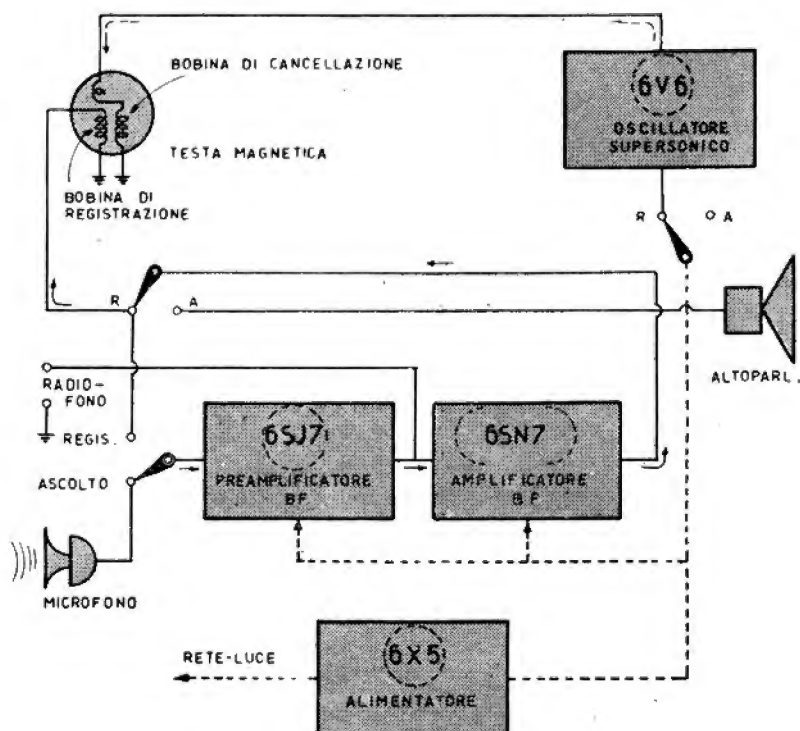 BOBINA DI CANCELLAZIONE
6V6
OSCILLATORE
SUPERSONICO
TESTA MAGNETICA
BOBINA DI
REGISTRAZIONE
R
A
R
A
ALTOPARL.
RADIO-
FONO
REGIS.
ASCOLTO
6SJ7
PREAMPLIFICATORE
BF
6SN7
AMPLIFICATORE
BF
MICROFONO
RETE-LUCE
6X5
ALIMENTATORE